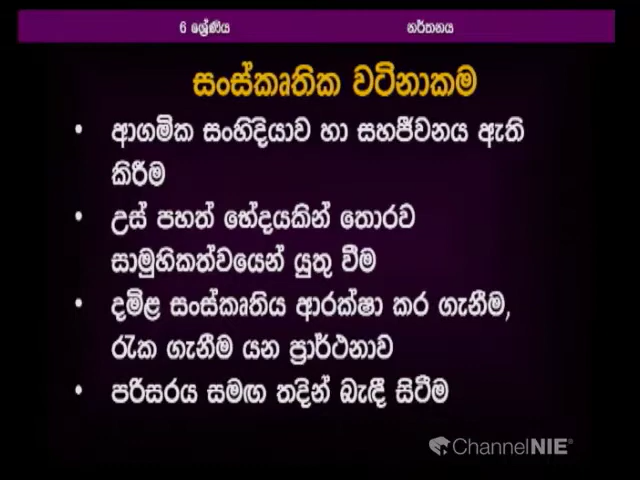 6 ශ්‍රේණිය නර්තනය
සංස්කෘතික වටිනාකම
• ආගමික සංහිදියාව හා සහජීවනය ඇති
කිරීම
• උස් පහත් භේදයකින් තොරව
සාමුහිකත්වයෙන් යුතු වීම
• දමිළ සංස්කෘතිය ආරක්ෂා කර ගැනීම,
රැක ගැනීම යන ප්‍රාර්ථනාව
• පරිසරය සමඟ තදින් බැඳී සිටීම
ChannelNIE